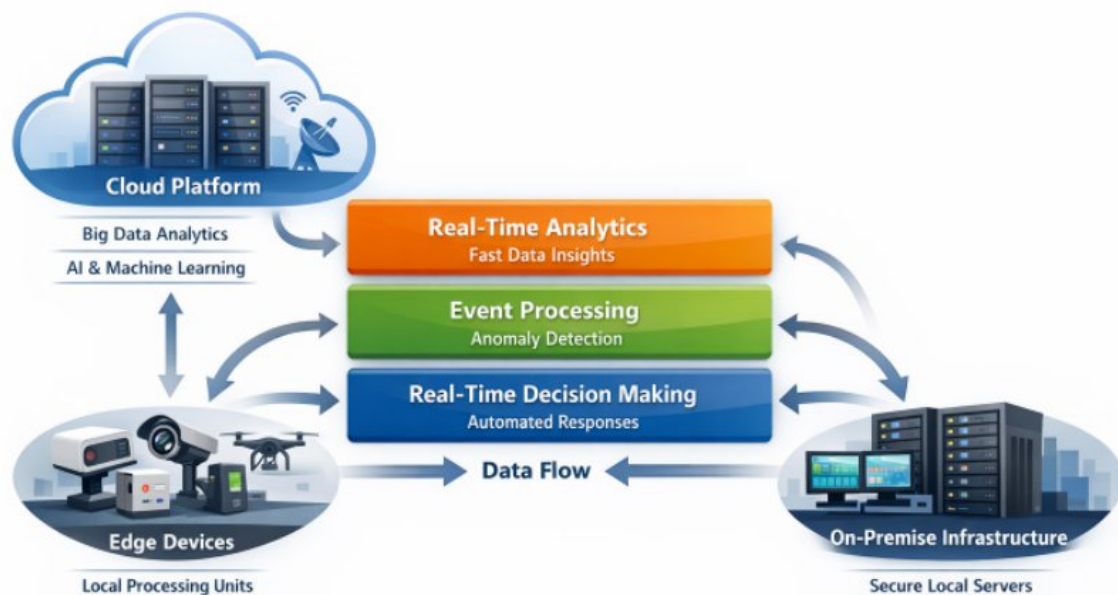 Cloud Platform
Big Data Analytics
AI & Machine Learning
Real-Time Analytics
Fast Data Insights
Event Processing
Anomaly Detection
Real-Time Decision Making
Automated Responses
Data Flow
Edge Devices
Local Processing Units
On-Premise Infrastructure
Secure Local Servers